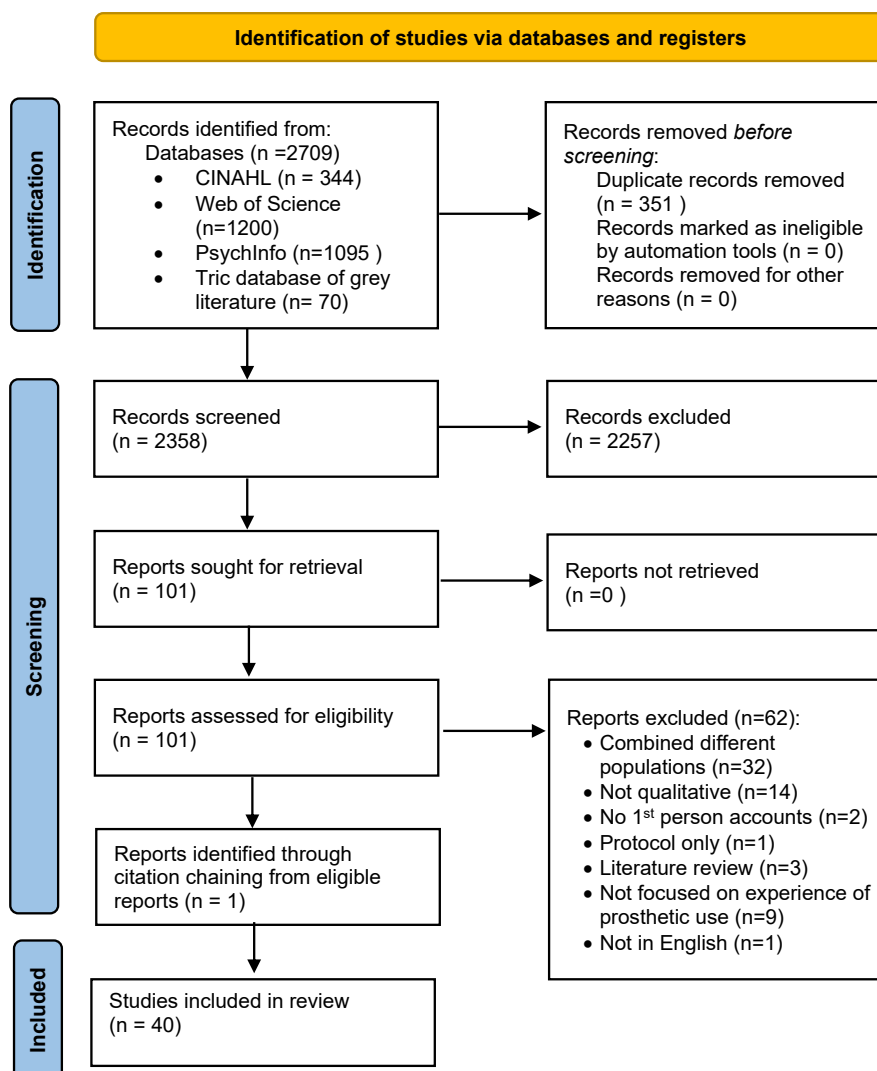 Identification of studies via databases and registers
Identification
Records identified from:
Databases (n =2709)
• CINAHL (n = 344)
• Web of Science
(n=1200)
• PsychInfo (n=1095 )
• Tric database of grey
literature (n= 70)
Records removed before
screening:
Duplicate records removed
(n = 351 )
Records marked as ineligible
by automation tools (n = 0)
Records removed for other
reasons (n = 0)
Screening
Records screened
(n = 2358)
Records excluded
(n = 2257)
Reports sought for retrieval
(n = 101)
Reports not retrieved
(n =0 )
Reports assessed for eligibility
(n = 101)
Reports excluded (n=62):
• Combined different
populations (n=32)
• Not qualitative (n=14)
• No 1st person accounts (n=2)
• Protocol only (n=1)
• Literature review (n=3)
• Not focused on experience of
prosthetic use (n=9)
• Not in English (n=1)
Reports identified through
citation chaining from eligible
reports (n = 1)
Included
Studies included in review
(n = 40)